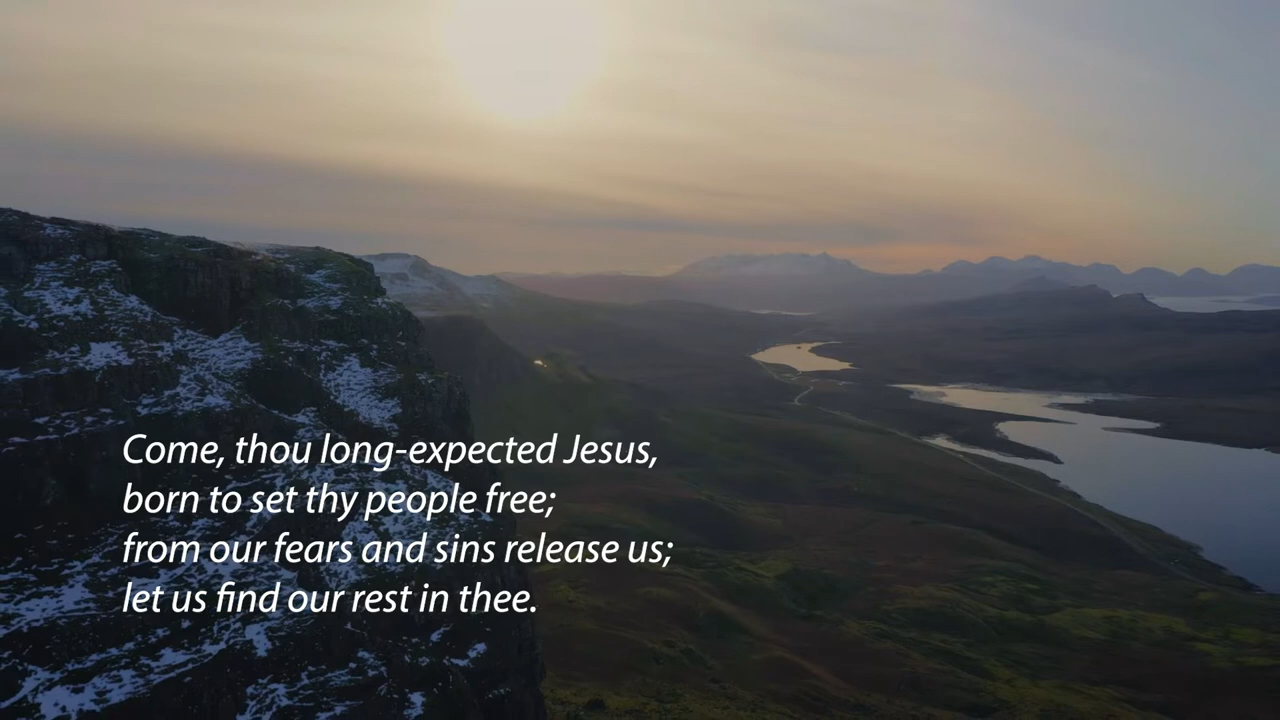 Come, thou long-expected Jesus,
born to set thy people free;
from our fears and sins release us;
let us find our rest in thee.